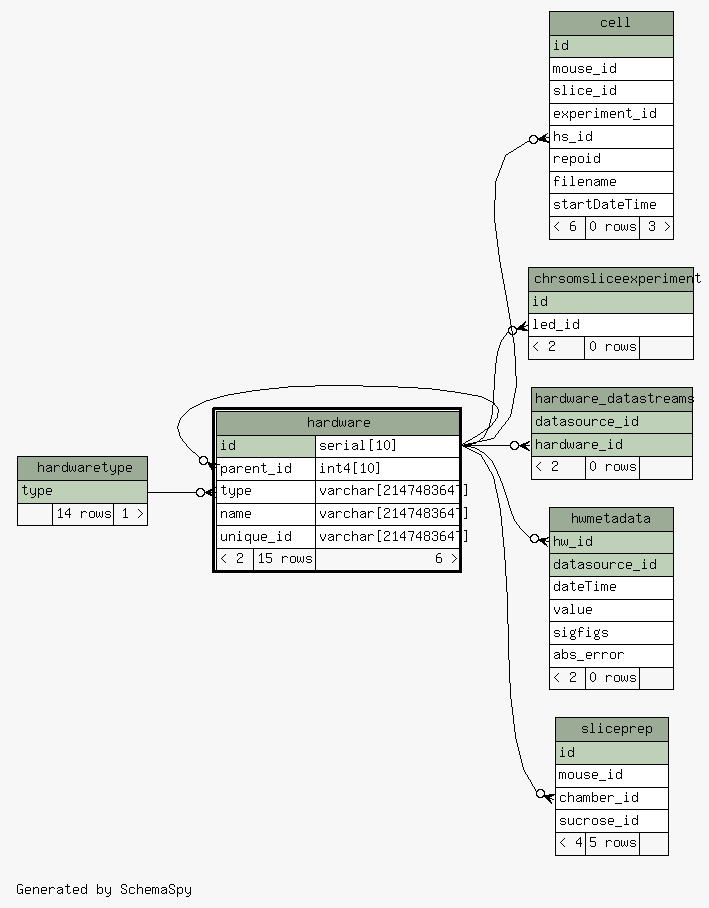 cell
id
mouse_id
slice_id
experiment_id
hs_id
repoid
filename
startDateTime
< 6 0 rows 3 >
chrsomsliceexperiment
id
led_id
< 2 0 rows
hardware_datastreams
datasource_id
hardware_id
< 2 0 rows
hardware
id serial[10]
parent_id int4[10]
type varchar[2147483647]
name varchar[2147483647]
unique_id varchar[2147483647]
< 2 15 rows 6 >
hardwaretype
type
14 rows 1 >
hwmetadata
hw_id
datasource_id
dateTime
value
sigfigs
abs_error
< 2 0 rows
sliceprep
id
mouse_id
chamber_id
sucrose_id
< 4 5 rows
Generated by SchemaSpy